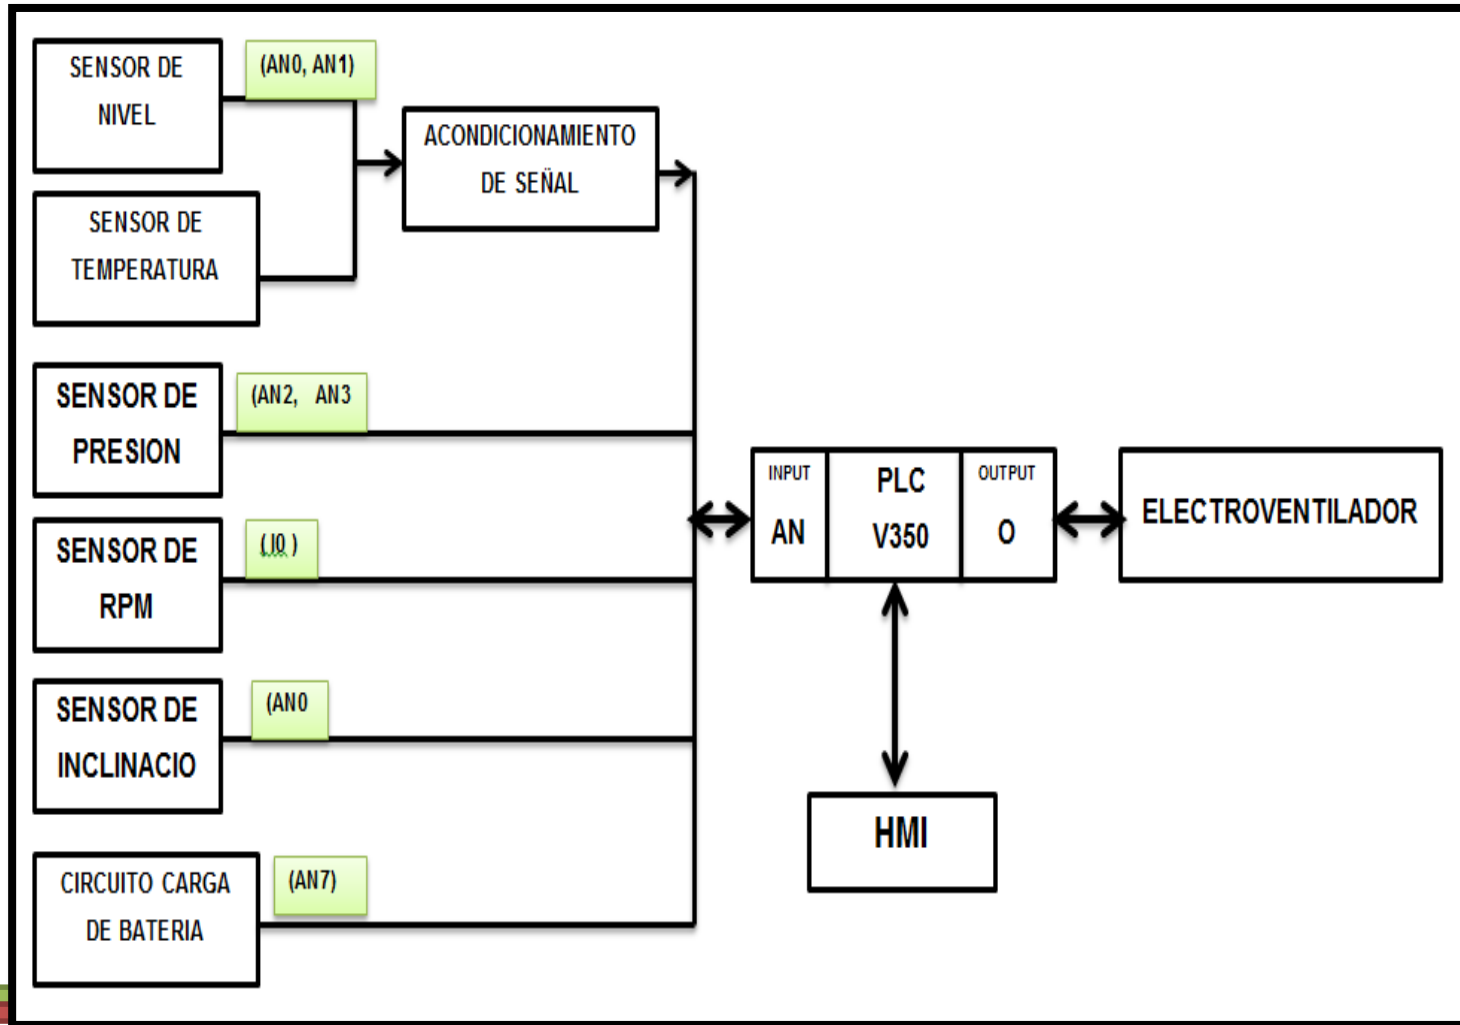 SENSOR DE
NIVEL
(AN0, AN1)
ACONDICIONAMIENTO
DE SEÑAL
SENSOR DE
TEMPERATURA
SENSOR DE
PRESION
(AN2, AN3
SENSOR DE
RPM
( I0 )
SENSOR DE
INCLINACIO
(AN0
CIRCUITO CARGA
DE BATERIA
(AN7)
INPUT
AN
PLC
V350
OUTPUT
O
ELECTROVENTILADOR
HMI